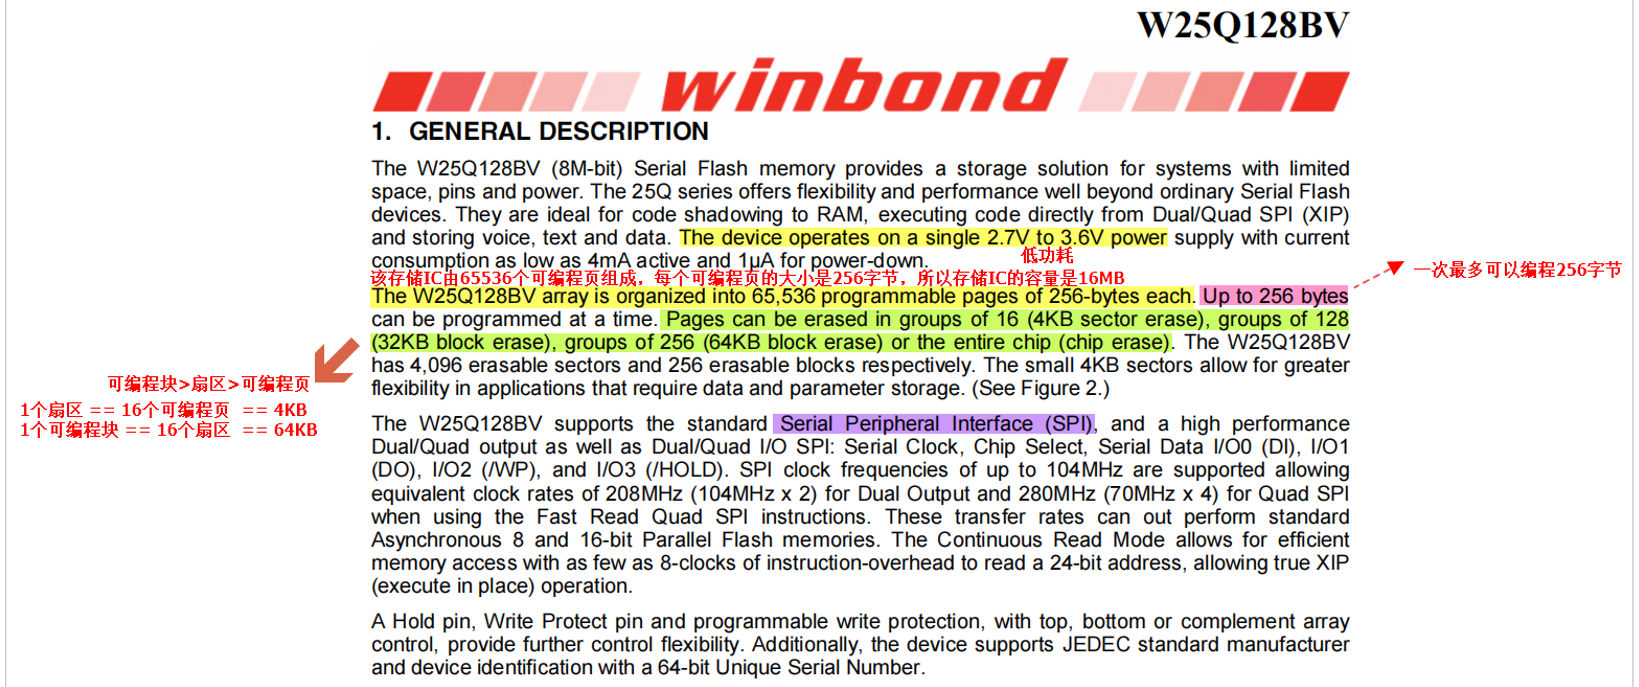 W25Q128BV
winbond
1. GENERAL DESCRIPTION
The W25Q128BV (8M-bit) Serial Flash memory provides a storage solution for systems with limited
space, pins and power. The 25Q series offers flexibility and performance well beyond ordinary Serial Flash
devices. They are ideal for code shadowing to RAM, executing code directly from Dual/Quad SPI (XIP)
and storing voice, text and data. The device operates on a single 2.7V to 3.6V power supply with current
consumption as low as 4mA active and 1µA for power-down.
低功耗
该存储IC由65536个可编程页组成，每个可编程页的大小是256字节，所以存储IC的容量是16MB
一次最多可以编程256字节
The W25Q128BV array is organized into 65,536 programmable pages of 256-bytes each. Up to 256 bytes
can be programmed at a time. Pages can be erased in groups of 16 (4KB sector erase), groups of 128
(32KB block erase), groups of 256 (64KB block erase) or the entire chip (chip erase). The W25Q128BV
has 4,096 erasable sectors and 256 erasable blocks respectively. The small 4KB sectors allow for greater
flexibility in applications that require data and parameter storage. (See Figure 2.)
可编程块>扇区>可编程页
1个扇区 == 16个可编程页 == 4KB
1个可编程块 == 16个扇区 == 64KB
The W25Q128BV supports the standard Serial Peripheral Interface (SPI), and a high performance
Dual/Quad output as well as Dual/Quad I/O SPI: Serial Clock, Chip Select, Serial Data I/O0 (DI), I/O1
(DO), I/O2 (/WP), and I/O3 (/HOLD). SPI clock frequencies of up to 104MHz are supported allowing
equivalent clock rates of 208MHz (104MHz x 2) for Dual Output and 280MHz (70MHz x 4) for Quad SPI
when using the Fast Read Quad SPI instructions. These transfer rates can out perform standard
Asynchronous 8 and 16-bit Parallel Flash memories. The Continuous Read Mode allows for efficient
memory access with as few as 8-clocks of instruction-overhead to read a 24-bit address, allowing true XIP
(execute in place) operation.
A Hold pin, Write Protect pin and programmable write protection, with top, bottom or complement array
control, provide further control flexibility. Additionally, the device supports JEDEC standard manufacturer
and device identification with a 64-bit Unique Serial Number.